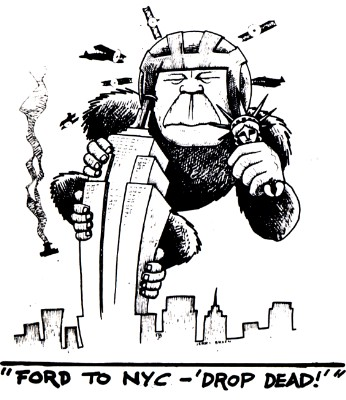 "FORD TO NYC - 'DROP DEAD!'"